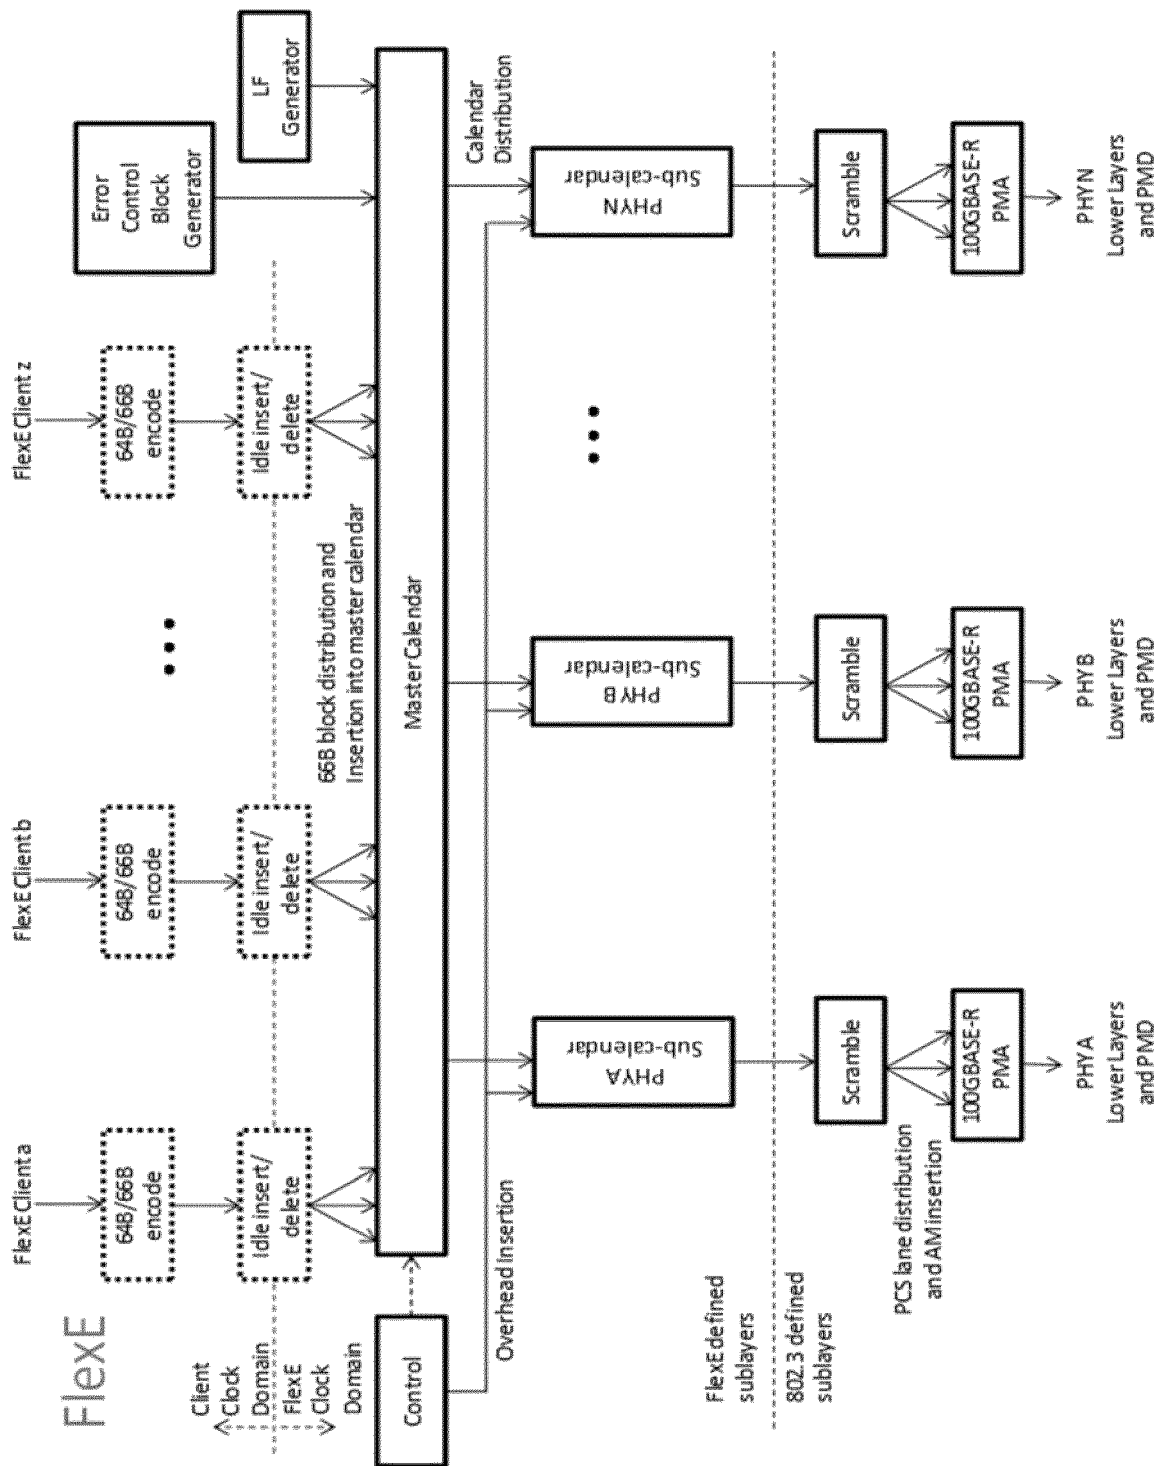 FlexE
FlexE Client a
FlexE Client b
FlexE Client z
64B/66B
encode
64B/66B
encode
64B/66B
encode
Error
Control
Block
Generator
LF
Generator
Client
Clock
Domain
FlexE
Clock
Domain
Idle insert/
delete
Idle insert/
delete
Idle insert/
delete
66B block distribution and
Insertion into master calendar
Control
Master Calendar
Overhead insertion
Calendar
Distribution
PHY A
Sub-calendar
PHY B
Sub-calendar
PHY N
Sub-calendar
FlexE defined
sublayers
802.3 defined
sublayers
Scramble
Scramble
Scramble
PCS lane distribution
and AM insertion
100GBASE-R
PMA
100GBASE-R
PMA
100GBASE-R
PMA
PHY A
Lower Layers
and PMD
PHY B
Lower Layers
and PMD
PHY N
Lower Layers
and PMD